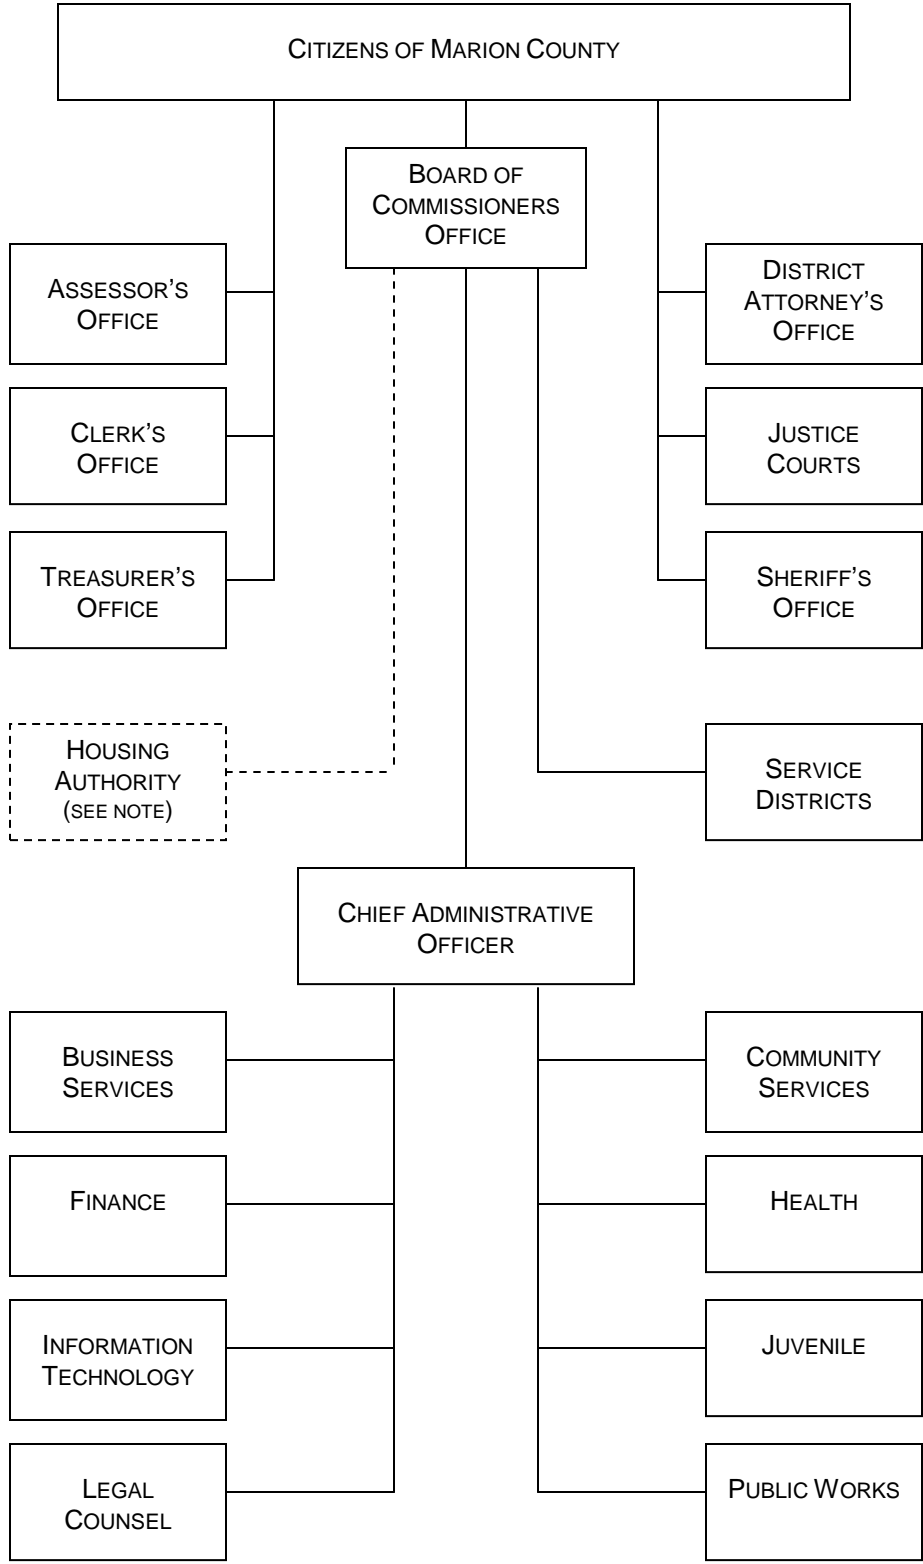 CITIZENS OF MARION COUNTY
BOARD OF
COMMISSIONERS
OFFICE
ASSESSOR’S
OFFICE
DISTRICT
ATTORNEY’S
OFFICE
CLERK’S
OFFICE
JUSTICE
COURTS
TREASURER’S
OFFICE
SHERIFF’S
OFFICE
HOUSING
AUTHORITY
(SEE NOTE)
SERVICE
DISTRICTS
CHIEF ADMINISTRATIVE
OFFICER
BUSINESS
SERVICES
COMMUNITY
SERVICES
FINANCE
HEALTH
INFORMATION
TECHNOLOGY
JUVENILE
LEGAL
COUNSEL
PUBLIC WORKS